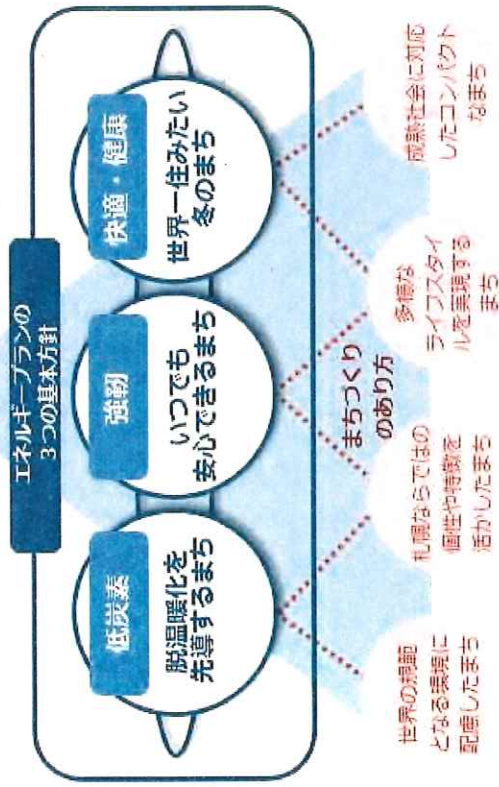 エネルギープランの
3つの基本方針
低炭素
脱温暖化を
先導するまち
強靭
いつでも
安心できるまち
快適・健康
世界一住みたい
冬のまち
まちづくり
のあり方
世界の規範
となる環境に
配慮したまち
札幌ならではの
個性や特徴を
活かしたまち
多様な
ライフスタイ
ルを実現する
まち
成熟社会に対応
したコンパクト
なまち